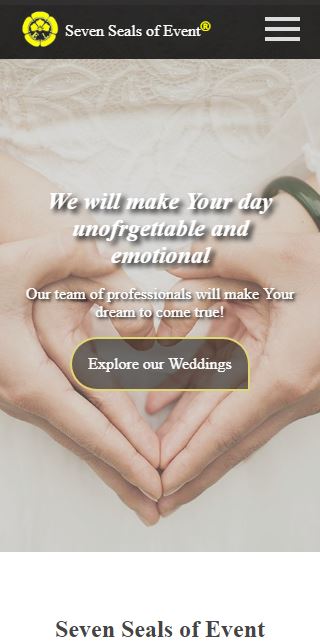 Seven Seals of Event®
We will make Your day
unofrgettable and
emotional
Our team of professionals will make Your
dream to come true!
Explore our Weddings
Seven Seals of Event